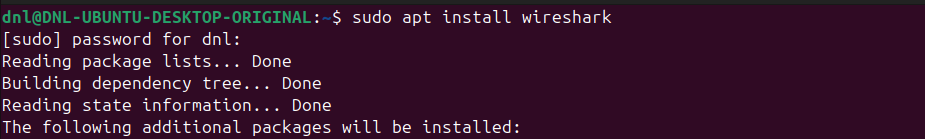 dnl@DNL-UBUNTU-DESKTOP-ORIGINAL:~$ sudo apt install wireshark
[sudo] password for dnl:
Reading package lists... Done
Building dependency tree... Done
Reading state information... Done
The following additional packages will be installed: